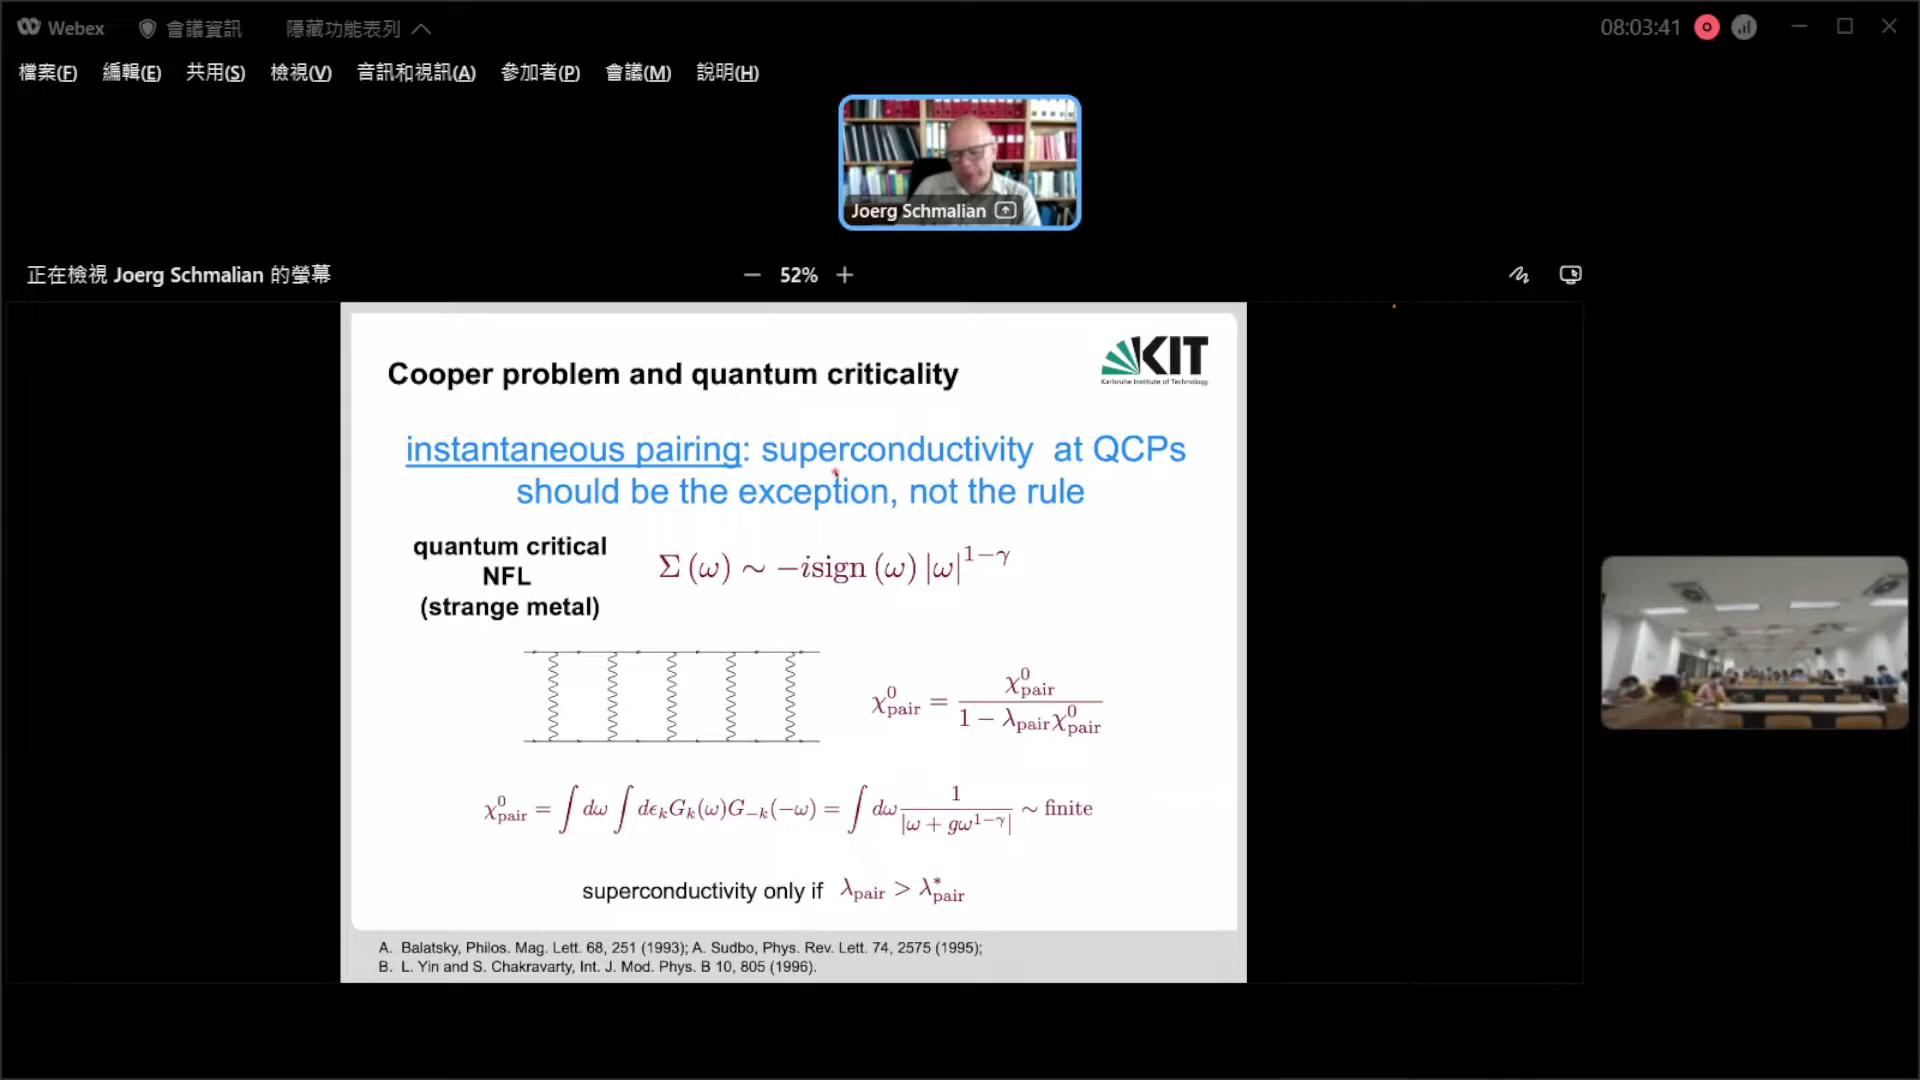 Webex 會議資訊 隱藏功能表列 08:03:41
檔案(F) 編輯(E) 共用(S) 檢視(V) 音訊和視訊(A) 參加者(P) 會議(M) 說明(H)
Joerg Schmalian
正在檢視 Joerg Schmalian 的螢幕 52%
KIT
Karlsruhe Institute of Technology
Cooper problem and quantum criticality
instantaneous pairing: superconductivity at QCPs
should be the exception, not the rule
quantum critical
NFL
(strange metal)
Σ (ω) ∼ −isign (ω) |ω|^{1−γ}
χ^0_pair = χ^0_pair / (1 − λ_pair χ^0_pair)
χ^0_pair = ∫ dω ∫ dϵ_k G_k(ω)G_{−k}(−ω) = ∫ dω 1 / |ω + gω^{1−γ}| ∼ finite
superconductivity only if λ_pair > λ^*_pair
A. Balatsky, Philos. Mag. Lett. 68, 251 (1993); A. Sudbo, Phys. Rev. Lett. 74, 2575 (1995);
B. L. Yin and S. Chakravarty, Int. J. Mod. Phys. B 10, 805 (1996).